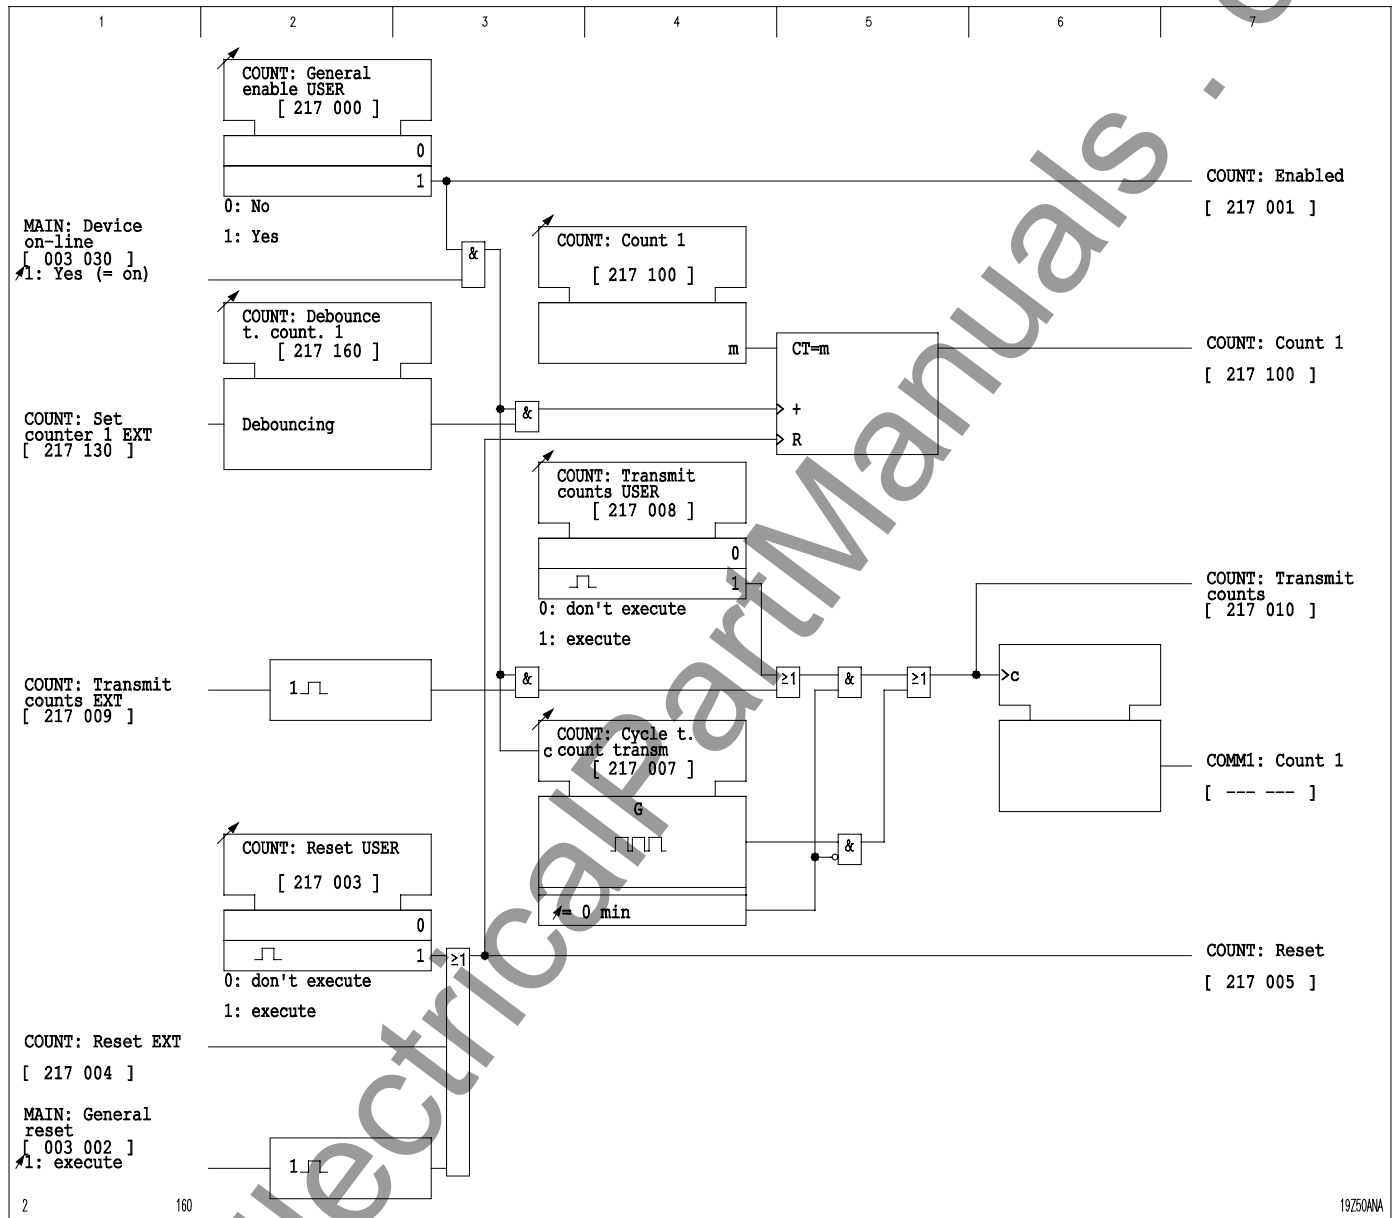 1 2 3 4 5 6 7
COUNT: General
enable USER
[ 217 000 ]
0
1
0: No
1: Yes
COUNT: Enabled
[ 217 001 ]
MAIN: Device
on-line
[ 003 030 ]
1: Yes (= on)
&
COUNT: Count 1
[ 217 100 ]
m
CT=m
+
R
COUNT: Count 1
[ 217 100 ]
COUNT: Debounce
t. count. 1
[ 217 160 ]
Debouncing
COUNT: Set
counter 1 EXT
[ 217 130 ]
&
COUNT: Transmit
counts USER
[ 217 008 ]
0
1
0: don't execute
1: execute
COUNT: Transmit
counts
[ 217 010 ]
COUNT: Transmit
counts EXT
[ 217 009 ]
1
&
≥1
&
≥1
c
COUNT: Cycle t.
c count transm
[ 217 007 ]
G
= 0 min
&
COMM1: Count 1
[ --- --- ]
COUNT: Reset USER
[ 217 003 ]
0
1
0: don't execute
1: execute
≥1
COUNT: Reset
[ 217 005 ]
COUNT: Reset EXT
[ 217 004 ]
MAIN: General
reset
[ 003 002 ]
1: execute
1
2 160 19Z50ANA